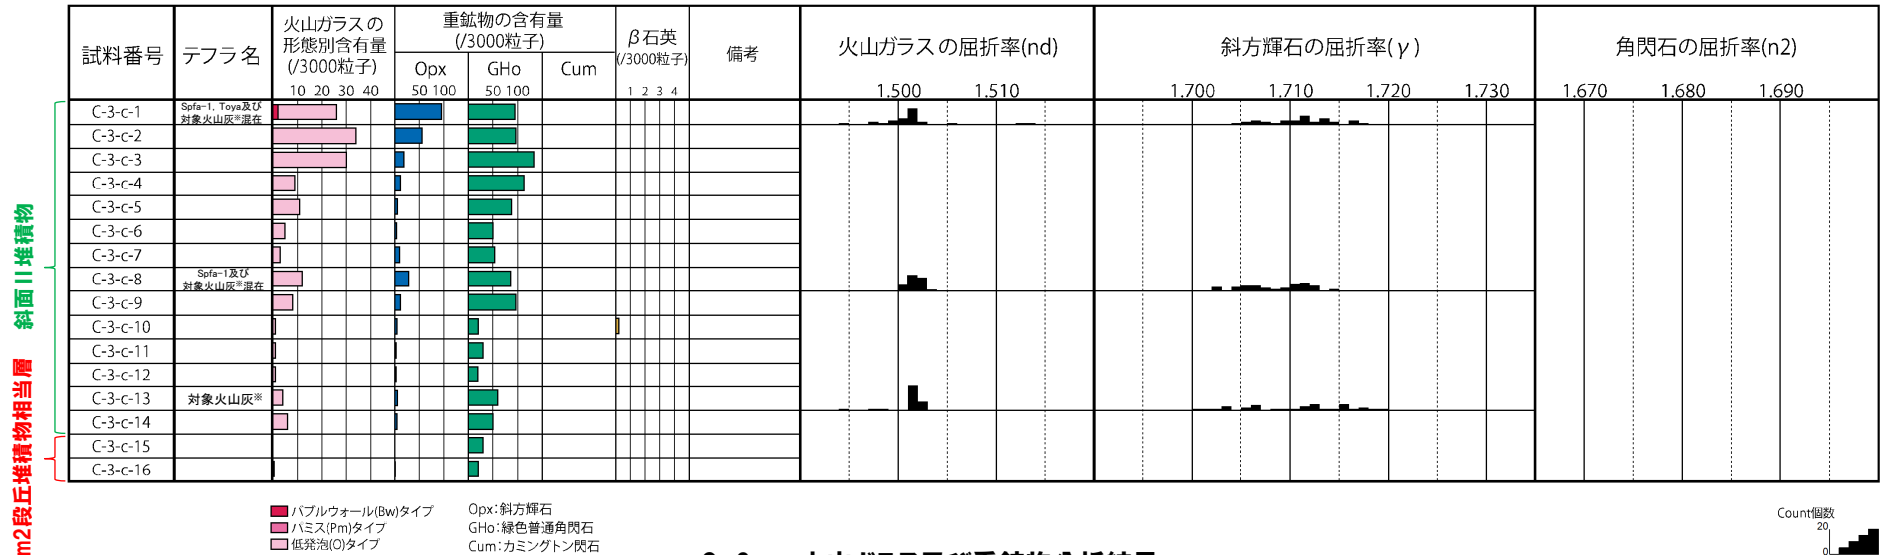 試料番号
テフラ名
火山ガラスの
形態別含有量
(/3000粒子)
10 20 30 40
重鉱物の含有量
(/3000粒子)
Opx
50 100
GHo
50 100
Cum
β石英
(/3000粒子)
1 2 3 4
備考
火山ガラスの屈折率(nd)
1.500 1.510
斜方輝石の屈折率(γ)
1.700 1.710 1.720 1.730
角閃石の屈折率(n2)
1.670 1.680 1.690
C-3-c-1
Spfa-1, Toya及び
対象火山灰※混在
C-3-c-2
C-3-c-3
C-3-c-4
C-3-c-5
C-3-c-6
C-3-c-7
C-3-c-8
Spfa-1及び
対象火山灰※混在
C-3-c-9
C-3-c-10
C-3-c-11
C-3-c-12
C-3-c-13
対象火山灰※
C-3-c-14
C-3-c-15
C-3-c-16
斜面II堆積物
m2段丘堆積物相当層
バブルウォール(Bw)タイプ
パミス(Pm)タイプ
低発泡(O)タイプ
Opx:斜方輝石
GHo:緑色普通角閃石
Cum:カミングトン閃石
Count個数
20
0